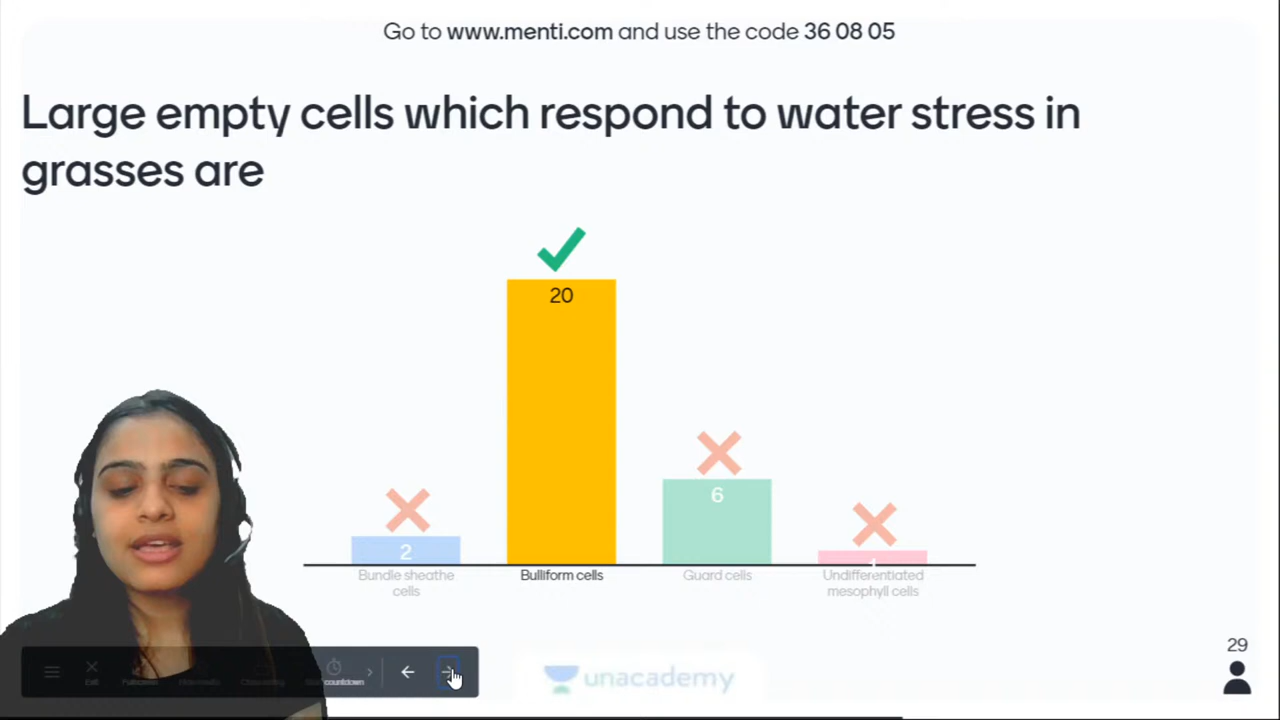 Go to www.menti.com and use the code 36 08 05
Large empty cells which respond to water stress in
grasses are
20
6
2
Bundle sheathe
cells
Bulliform cells
Guard cells
Undifferentiated
mesophyll cells
29
Exit
countdown
unacademy